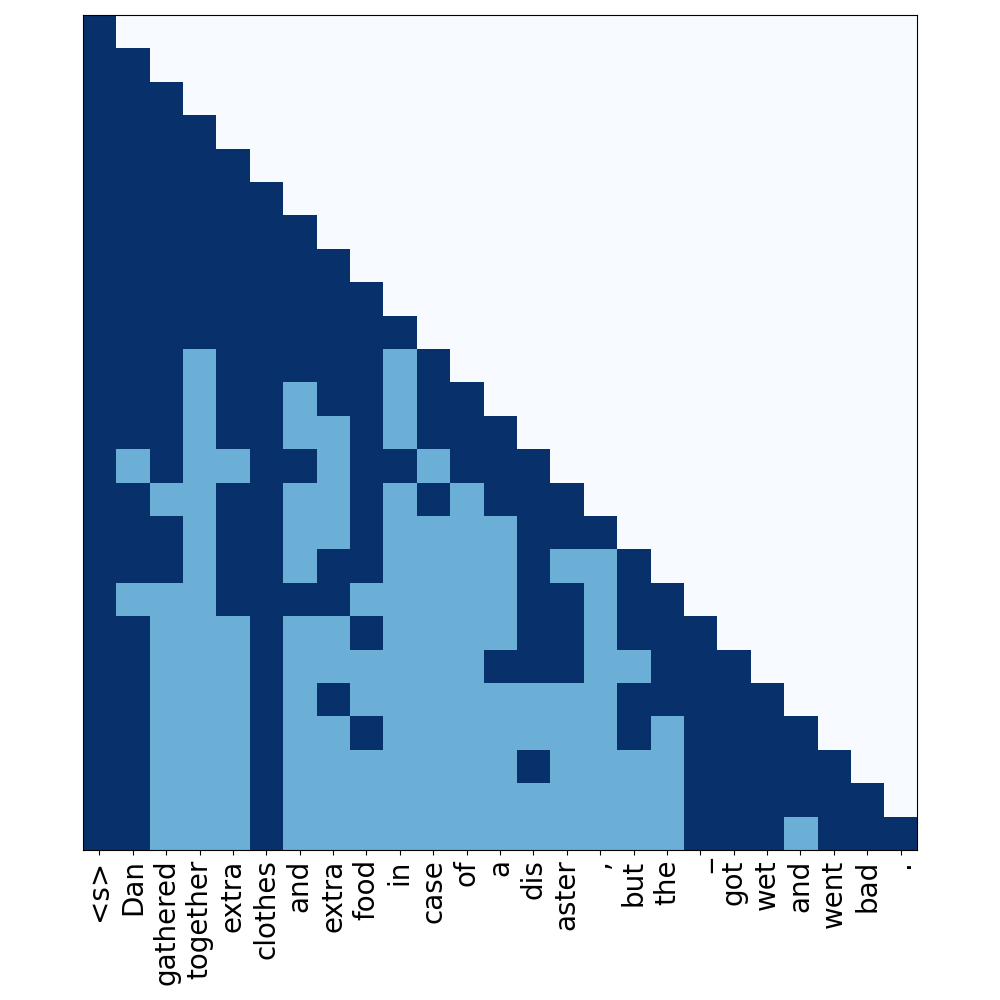 <s> Dan gathered together extra clothes and extra food in case of a dis aster , but the _ got wet and went bad .